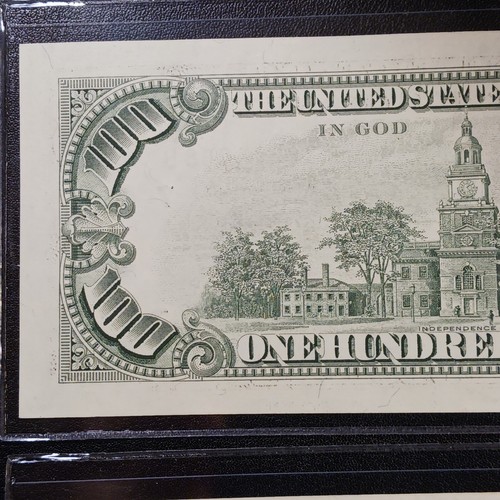 THE UNITED STATE
IN GOD
100
100
INDEPENDENCE
ONE HUNDRE